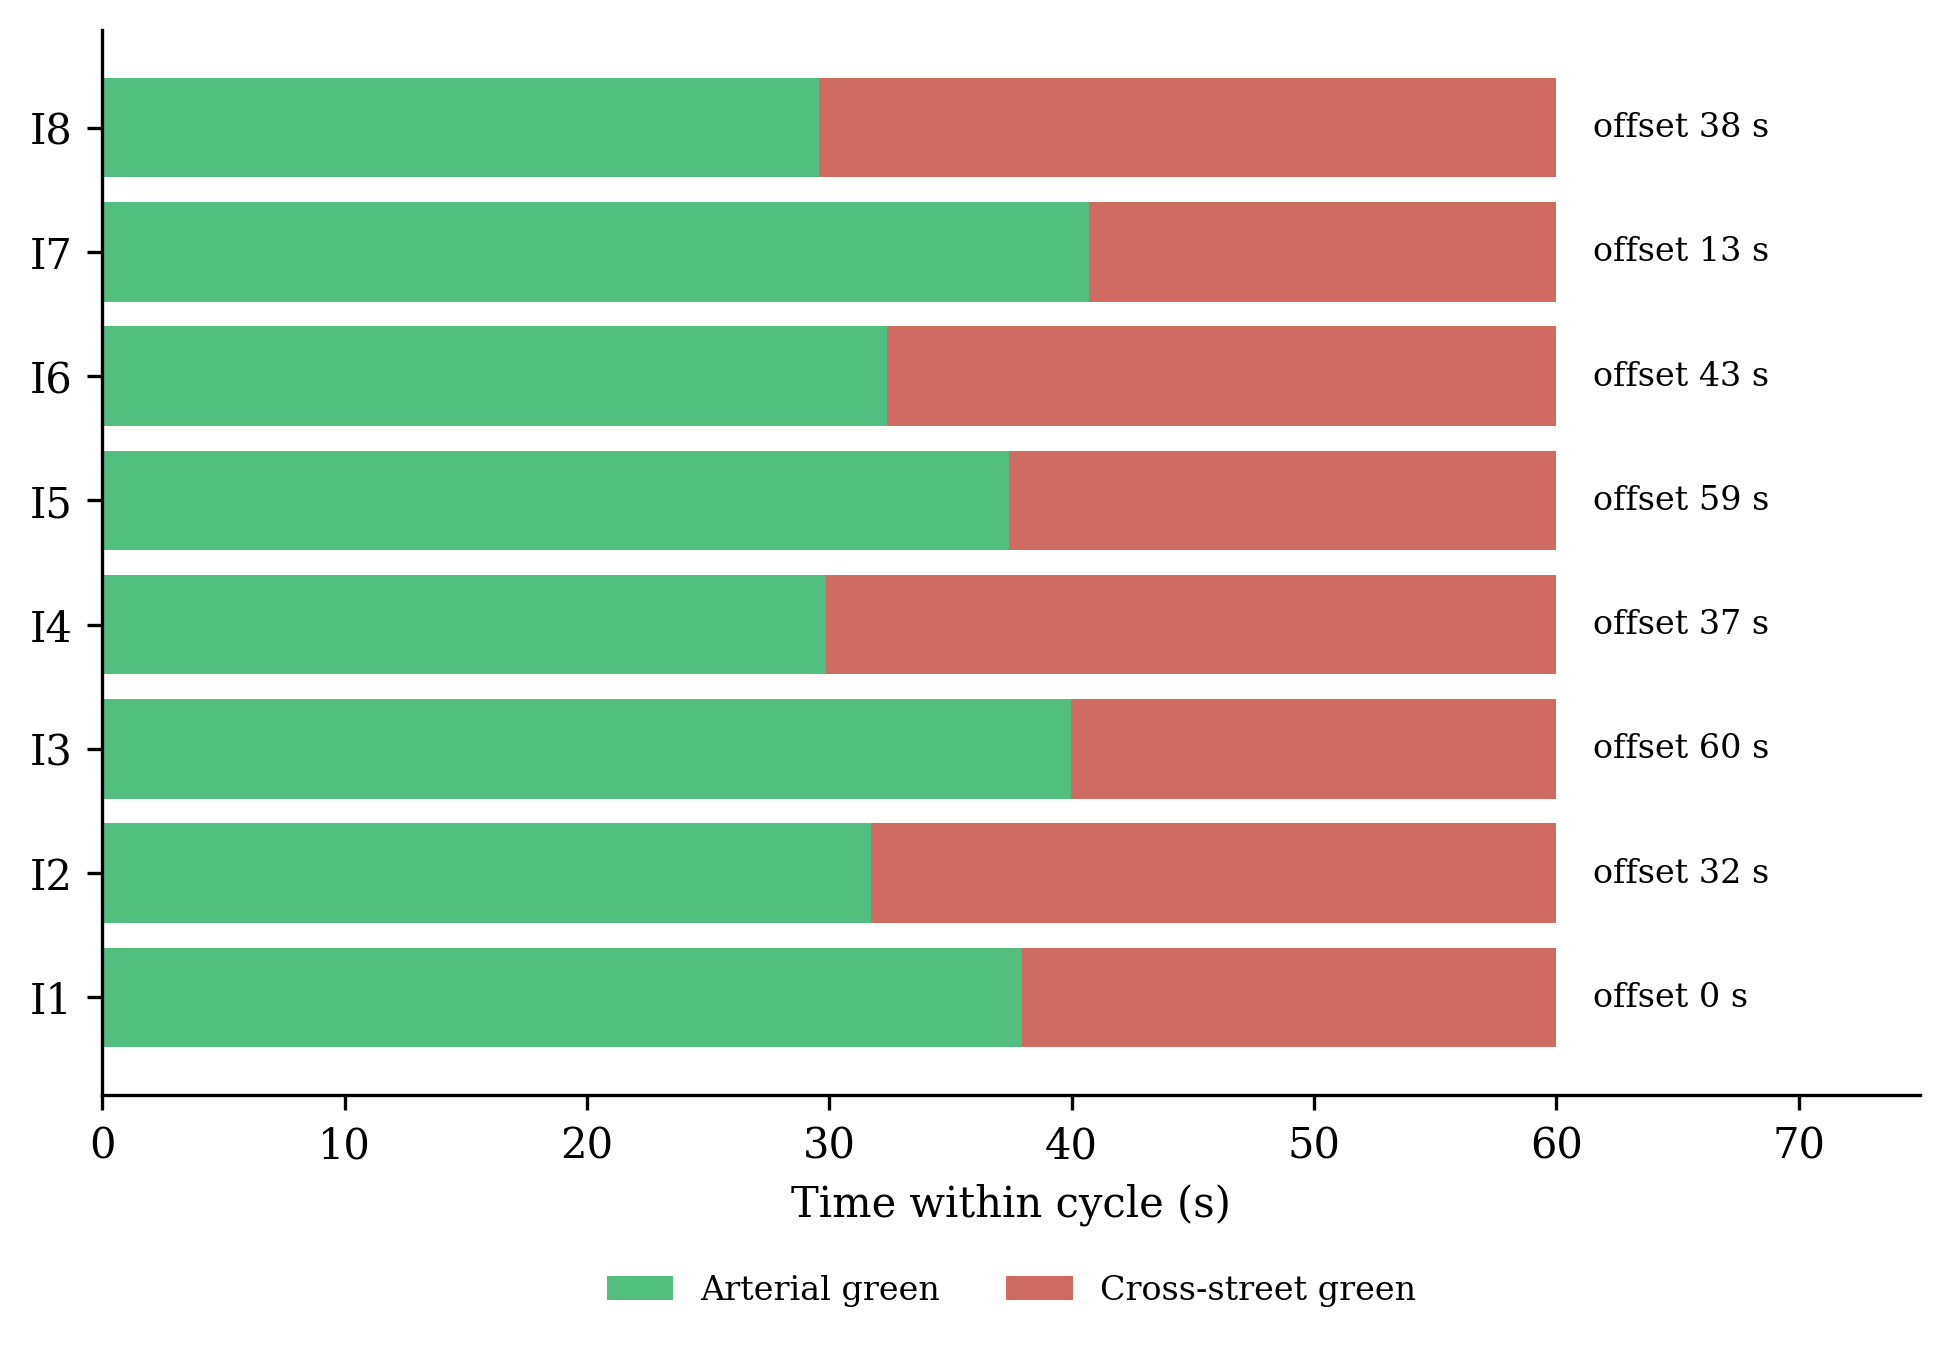 I8 offset 38 s
I7 offset 13 s
I6 offset 43 s
I5 offset 59 s
I4 offset 37 s
I3 offset 60 s
I2 offset 32 s
I1 offset 0 s
0 10 20 30 40 50 60 70
Time within cycle (s)
Arterial green Cross-street green